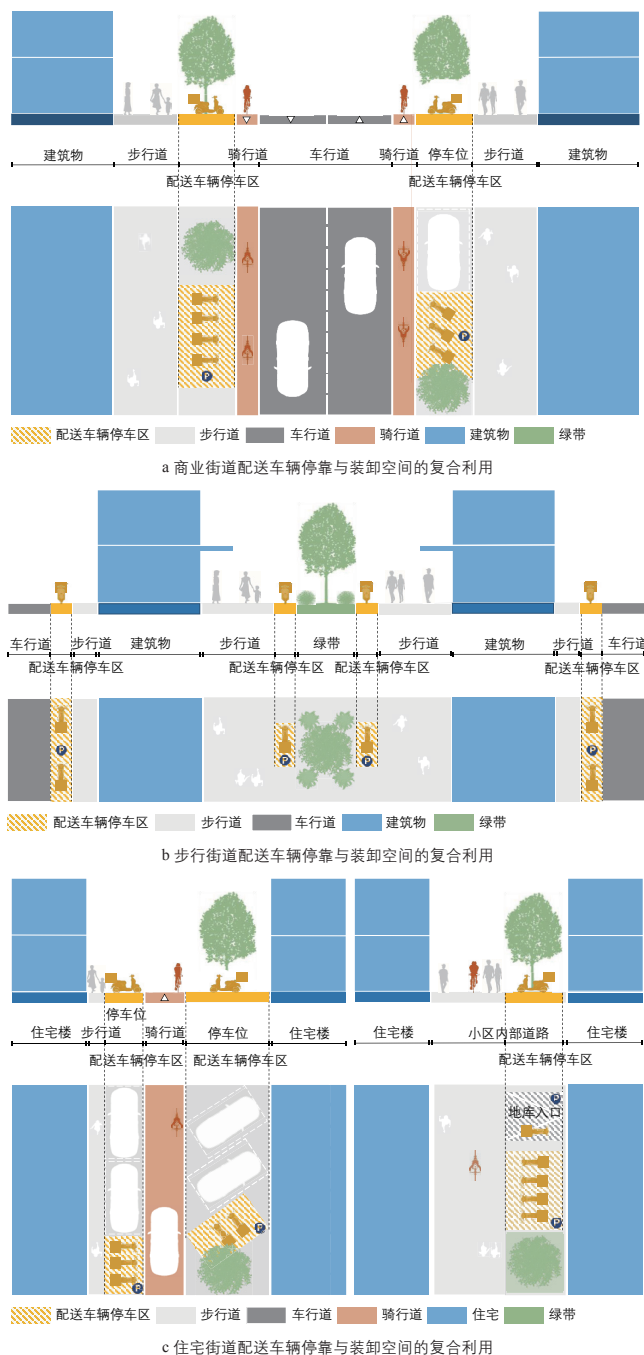 建筑物 步行道 骑行道 车行道 骑行道 停车位 步行道 建筑物
配送车辆停车区 配送车辆停车区
P
P
配送车辆停车区 步行道 车行道 骑行道 建筑物 绿带
a 商业街道配送车辆停靠与装卸空间的复合利用
车行道 步行道 建筑物 步行道 绿带 步行道 建筑物 步行道 车行道
配送车辆停车区 配送车辆停车区 配送车辆停车区 配送车辆停车区
P P
P P
配送车辆停车区 步行道 车行道 建筑物 绿带
b 步行街道配送车辆停靠与装卸空间的复合利用
停车位
住宅楼 步行道 骑行道 停车位 住宅楼 住宅楼 小区内部道路 住宅楼
配送车辆停车区 配送车辆停车区 配送车辆停车区
P
地库入口
P P
P
配送车辆停车区 步行道 车行道 骑行道 住宅 绿带
c 住宅街道配送车辆停靠与装卸空间的复合利用